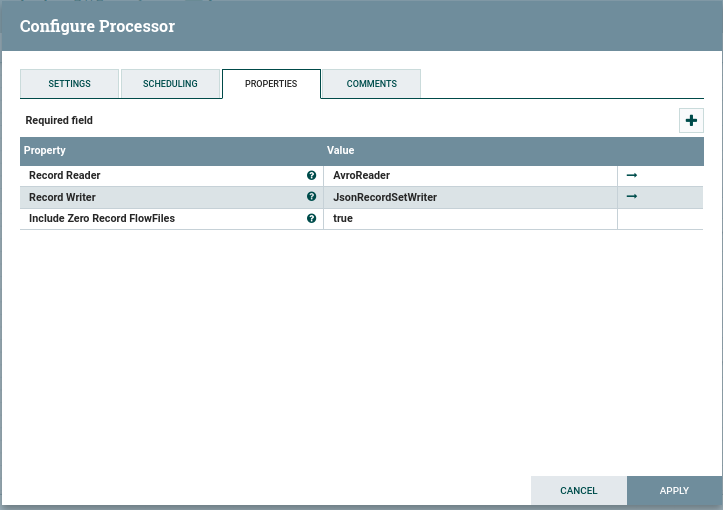 Configure Processor
SETTINGS SCHEDULING PROPERTIES COMMENTS
Required field
Property Value
Record Reader AvroReader
Record Writer JsonRecordSetWriter
Include Zero Record FlowFiles true
CANCEL APPLY